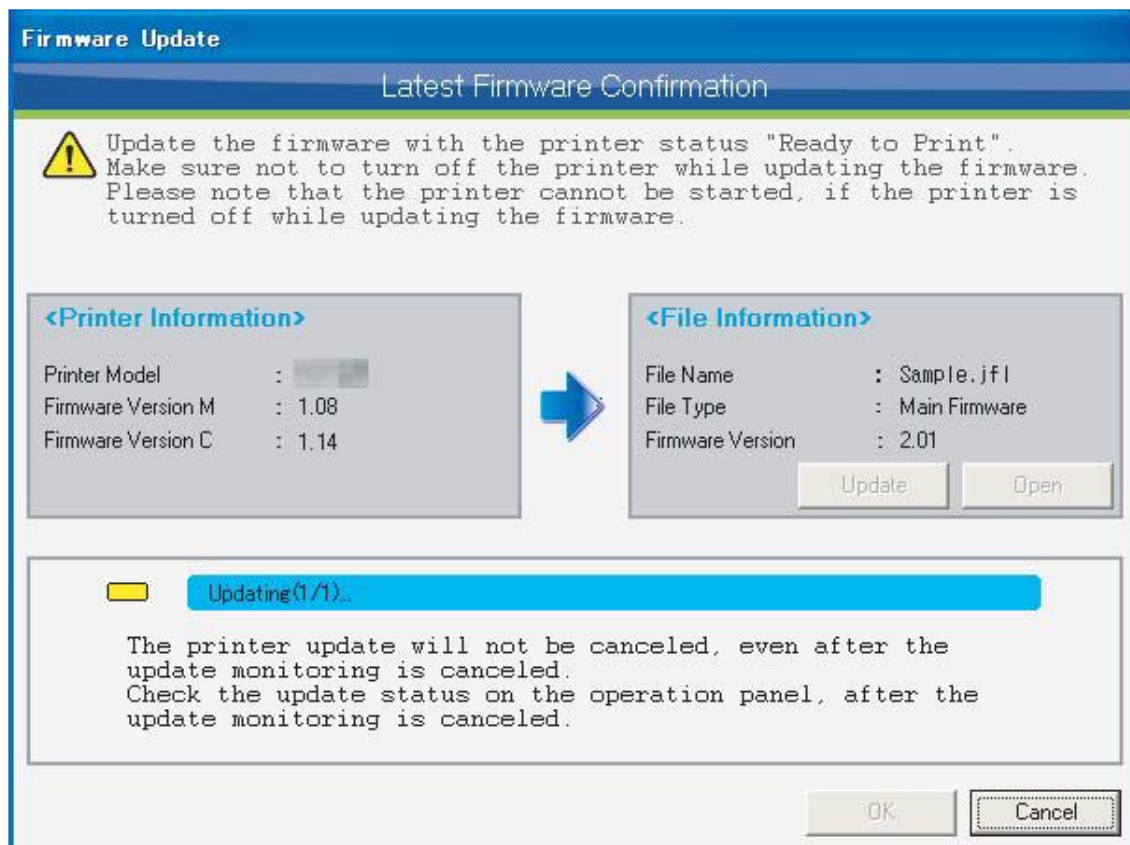 Firmware Update
Latest Firmware Confirmation
Update the firmware with the printer status "Ready to Print".
Make sure not to turn off the printer while updating the firmware.
Please note that the printer cannot be started, if the printer is
turned off while updating the firmware.
<Printer Information>
Printer Model :
Firmware Version M : 1.08
Firmware Version C : 1.14
<File Information>
File Name : Sample.jfl
File Type : Main Firmware
Firmware Version : 2.01
Update Open
Updating(1/1)...
The printer update will not be canceled, even after the
update monitoring is canceled.
Check the update status on the operation panel, after the
update monitoring is canceled.
OK Cancel